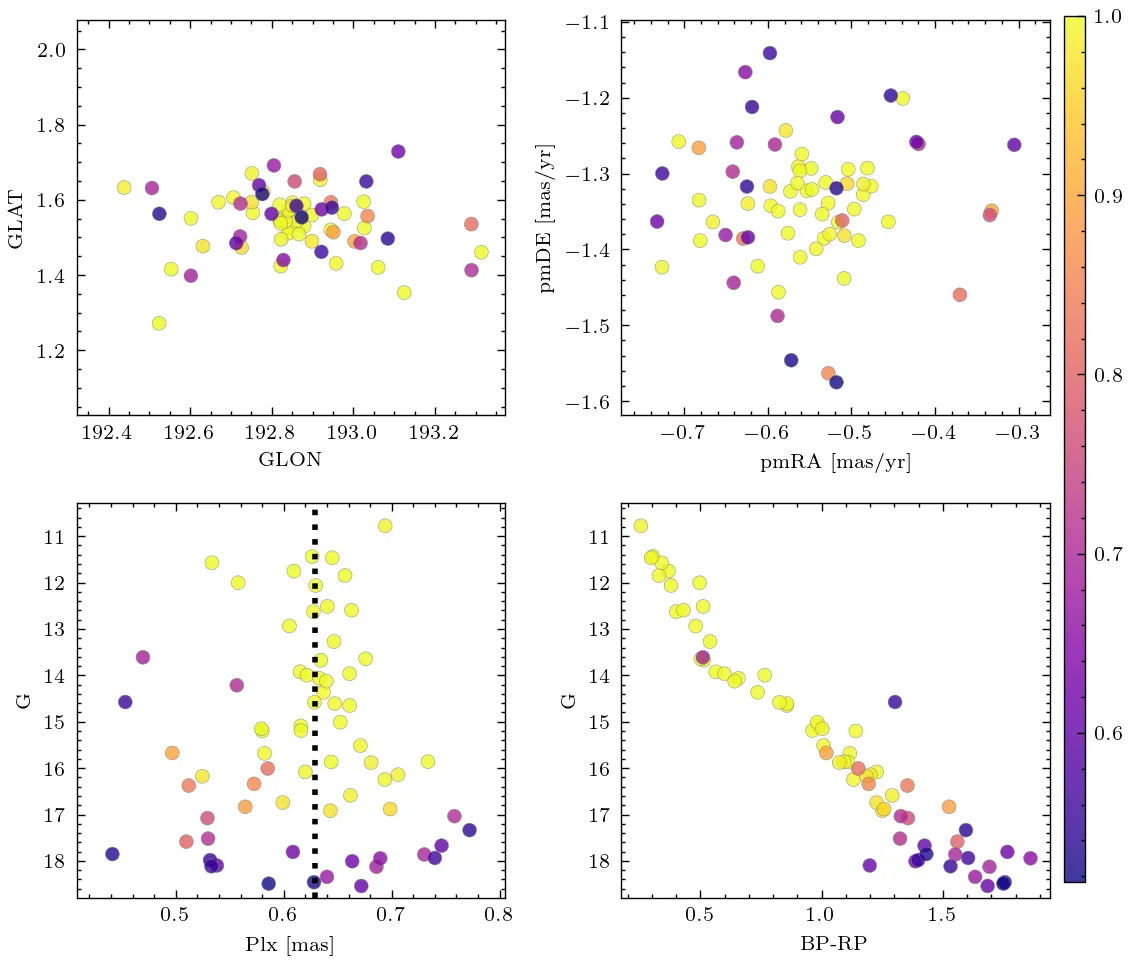 2.0
1.8
1.6
1.4
1.2
GLAT
192.4 192.6 192.8 193.0 193.2
GLON
−1.1
−1.2
−1.3
−1.4
−1.5
−1.6
pmDE [mas/yr]
−0.7 −0.6 −0.5 −0.4 −0.3
pmRA [mas/yr]
1.0
0.9
0.8
0.7
0.6
11
12
13
14
15
16
17
18
G
0.5 0.6 0.7 0.8
Plx [mas]
11
12
13
14
15
16
17
18
G
0.5 1.0 1.5
BP-RP